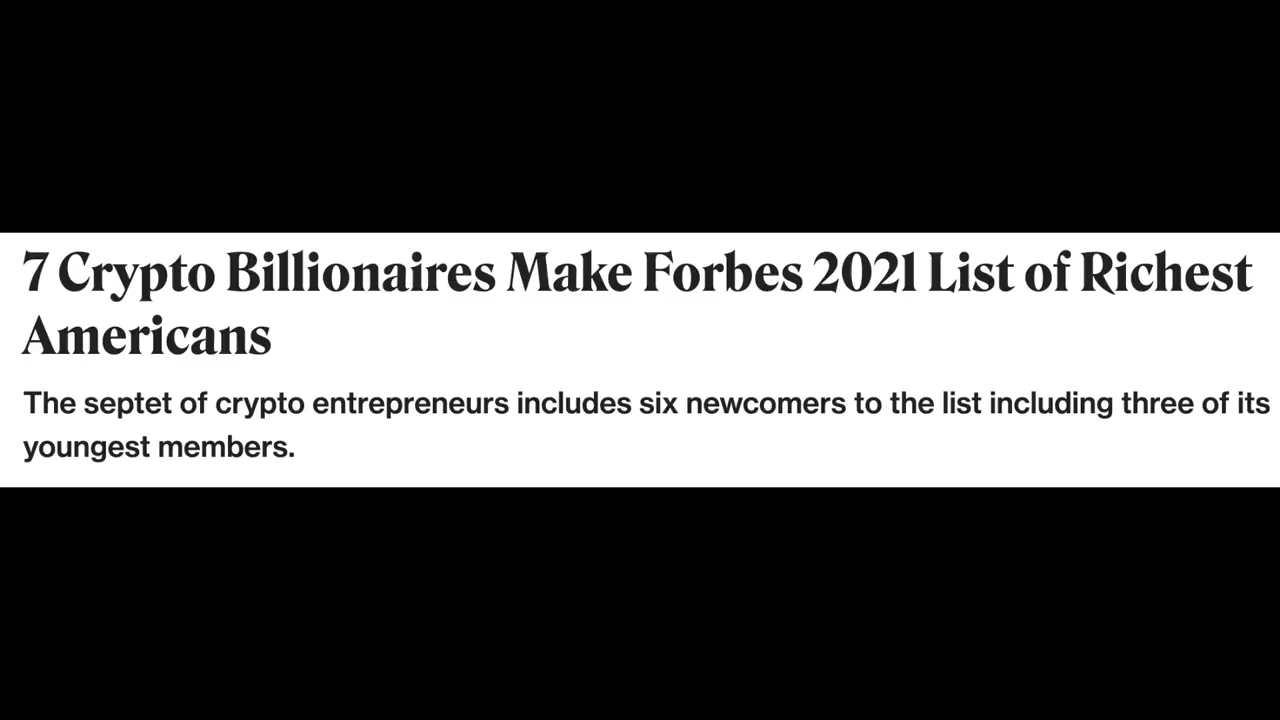 7 Crypto Billionaires Make Forbes 2021 List of Richest
Americans
The septet of crypto entrepreneurs includes six newcomers to the list including three of its
youngest members.